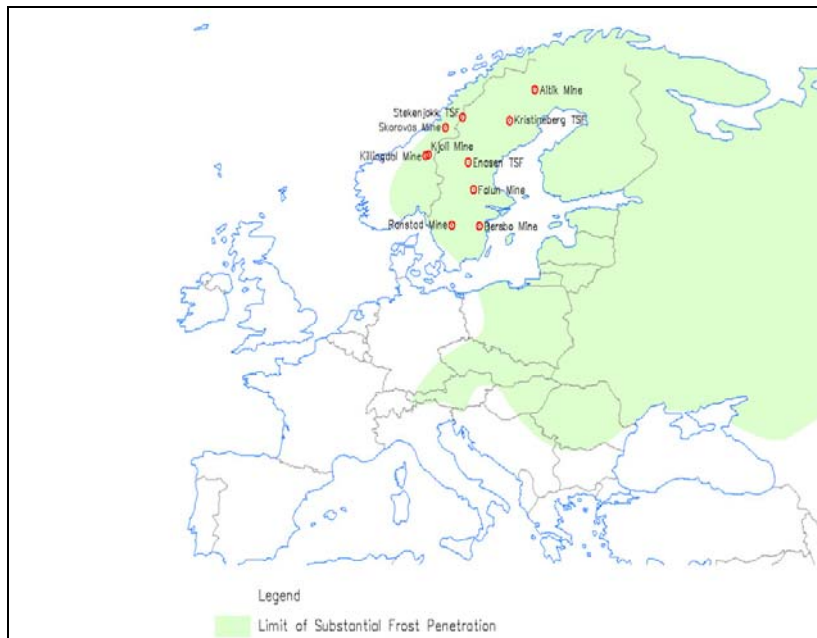 Aitik Mine
Stekenjokk TSF
Kristineberg TSF
Skorovas Mine
Kjoli Mine
Killingdal Mine
Enasen TSF
Falun Mine
Ranstad Mine
Bersbo Mine
Legend
Limit of Substantial Frost Penetration